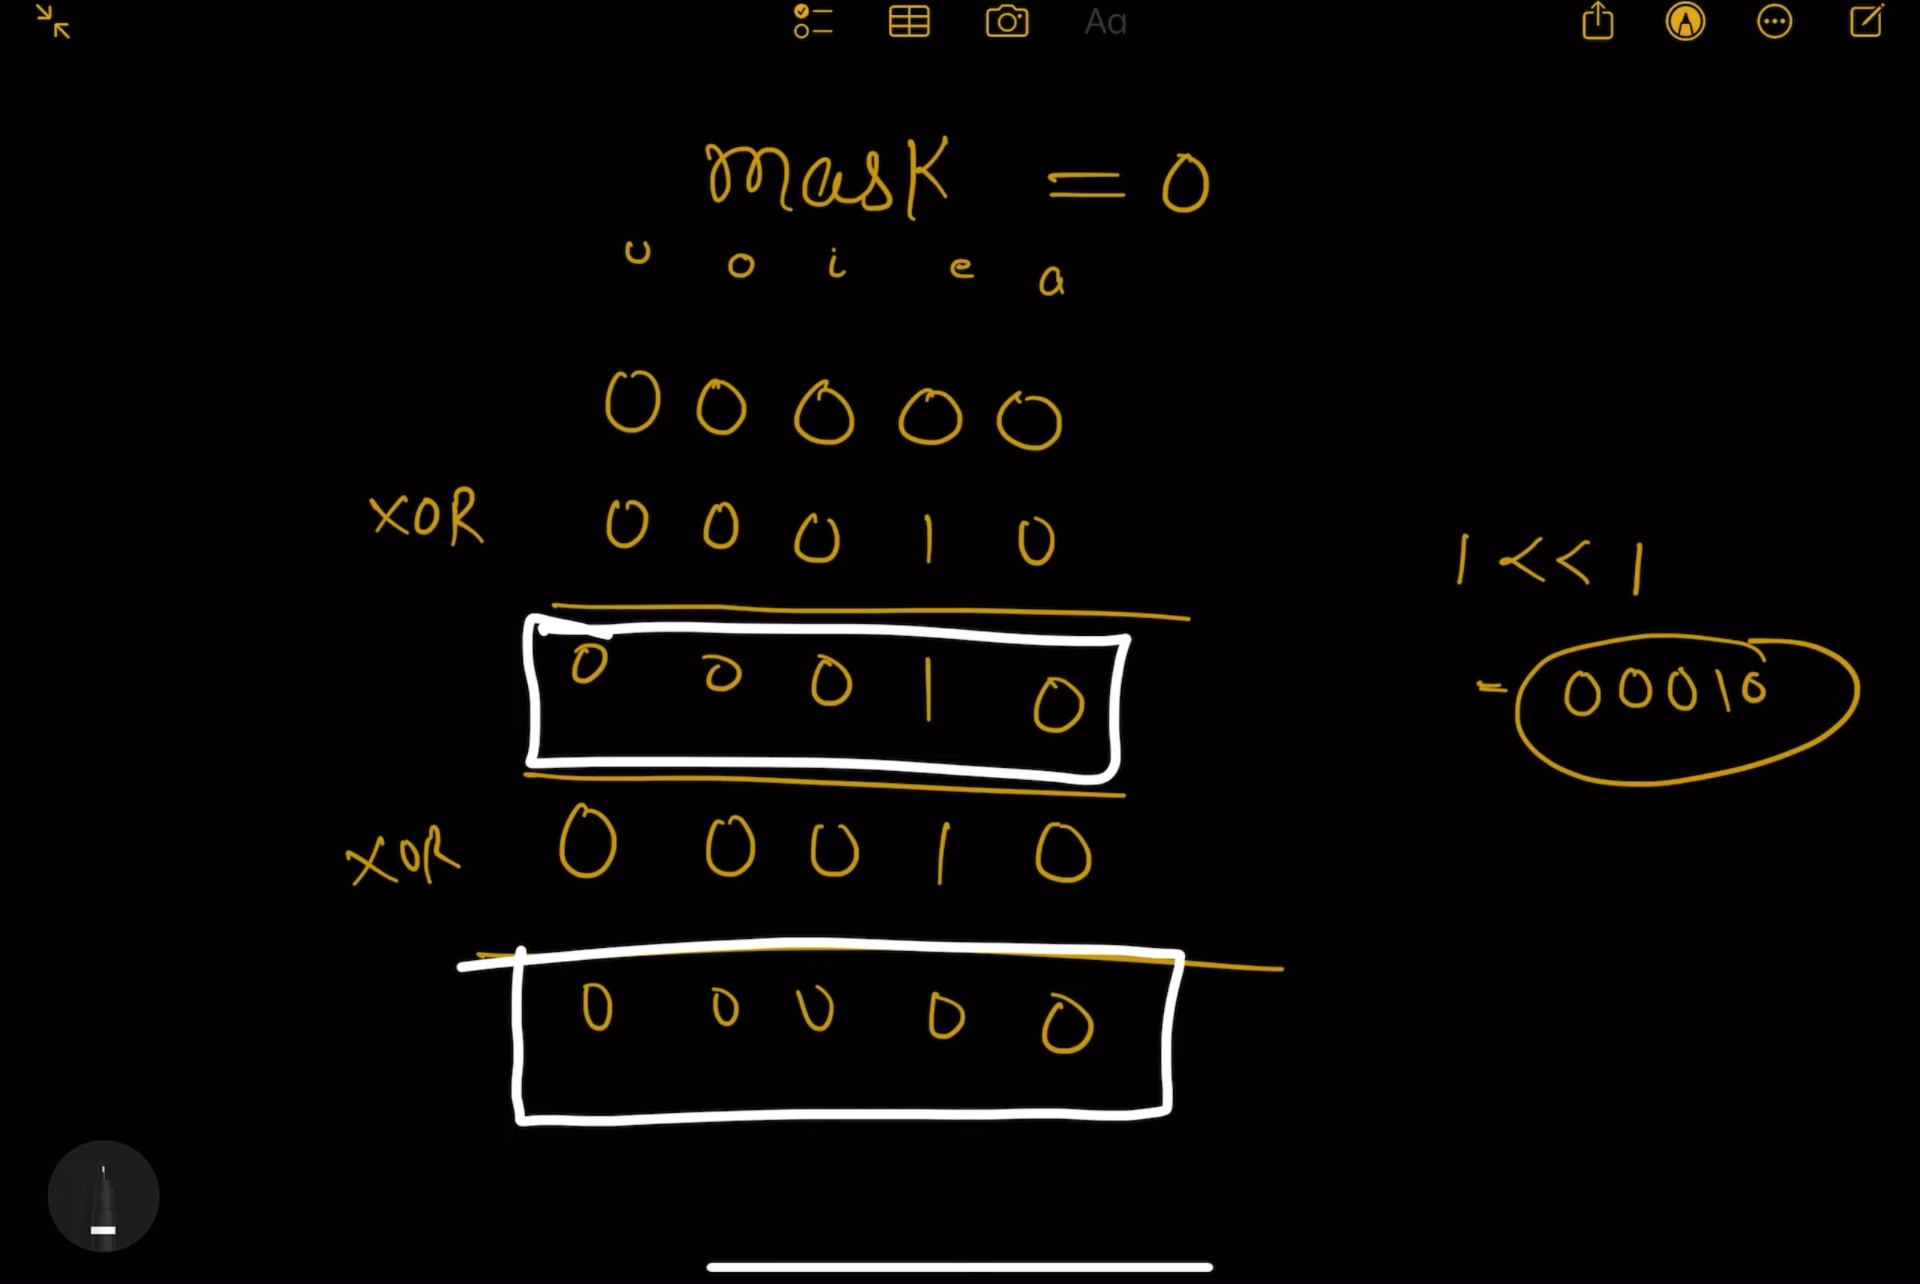 Aa
mask = 0
u o i e a
0 0 0 0 0
XOR 0 0 0 1 0
1 << 1
0 0 0 1 0
= 00010
XOR 0 0 0 1 0
0 0 0 0 0